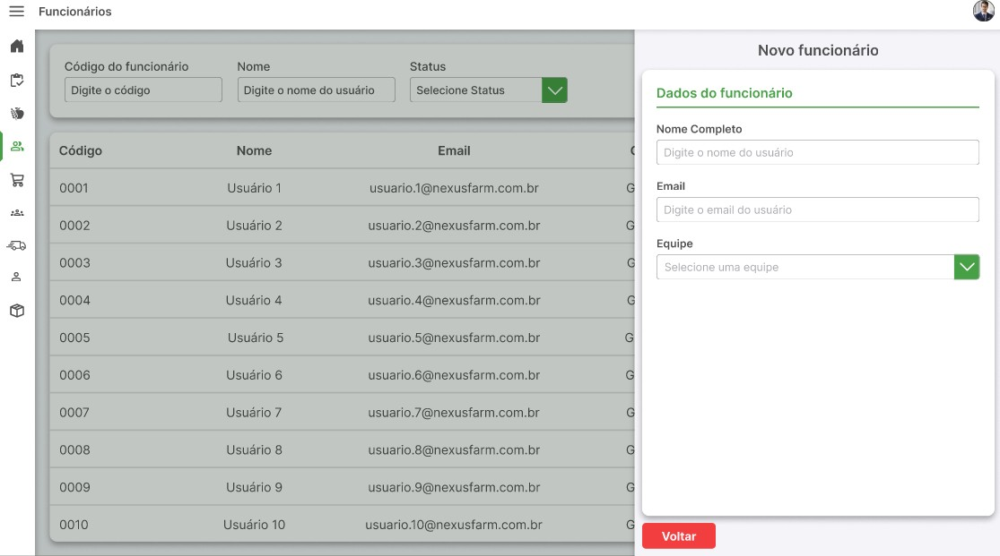 Funcionários
Código do funcionário Nome Status
Digite o código Digite o nome do usuário Selecione Status
Código Nome Email
0001 Usuário 1 usuario.1@nexusfarm.com.br G
0002 Usuário 2 usuario.2@nexusfarm.com.br G
0003 Usuário 3 usuario.3@nexusfarm.com.br G
0004 Usuário 4 usuario.4@nexusfarm.com.br G
0005 Usuário 5 usuario.5@nexusfarm.com.br G
0006 Usuário 6 usuario.6@nexusfarm.com.br G
0007 Usuário 7 usuario.7@nexusfarm.com.br G
0008 Usuário 8 usuario.8@nexusfarm.com.br G
0009 Usuário 9 usuario.9@nexusfarm.com.br G
0010 Usuário 10 usuario.10@nexusfarm.com.br G
Novo funcionário
Dados do funcionário
Nome Completo
Digite o nome do usuário
Email
Digite o email do usuário
Equipe
Selecione uma equipe
Voltar